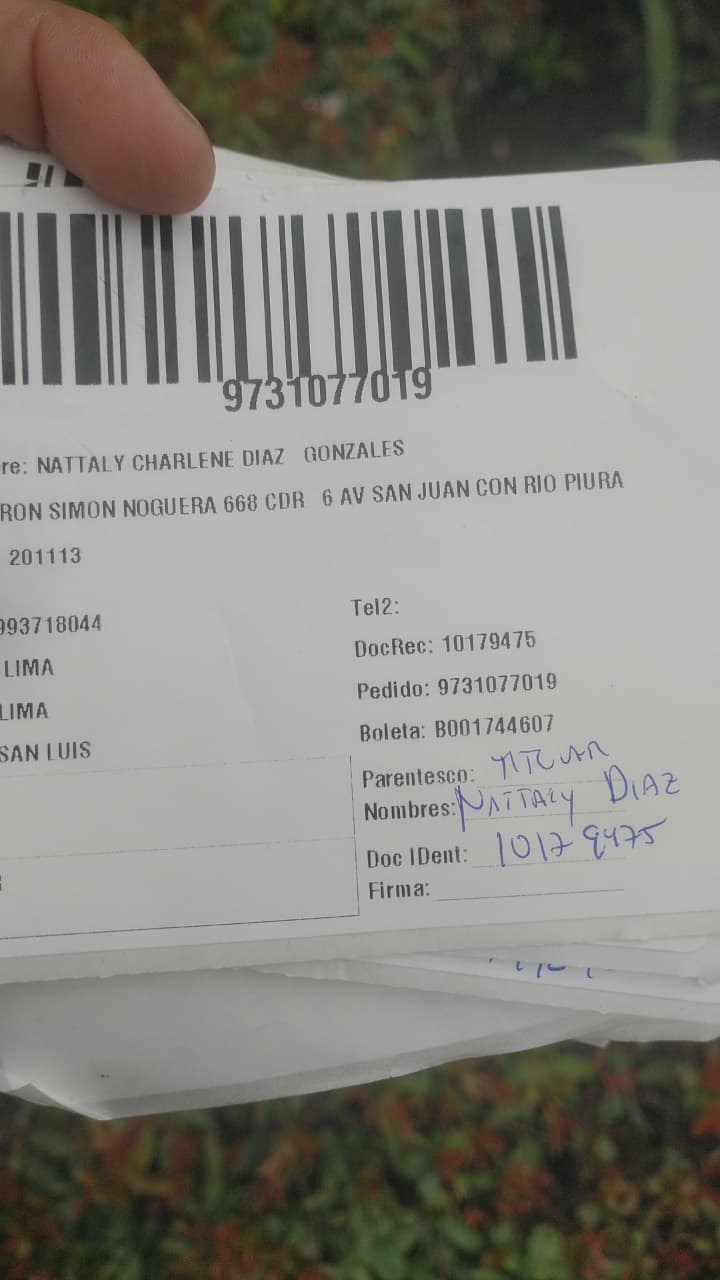 9731077019
re: NATTALY CHARLENE DIAZ GONZALES
RON SIMON NOGUERA 668 CDR 6 AV SAN JUAN CON RIO PIURA
201113
993718044
Tel2:
LIMA
DocRec: 10179475
LIMA
Pedido: 9731077019
SAN LUIS
Boleta: B001744607
Parentesco: TITULAR
Nombres: NATTALY DIAZ
Doc IDent: 10179475
Firma: